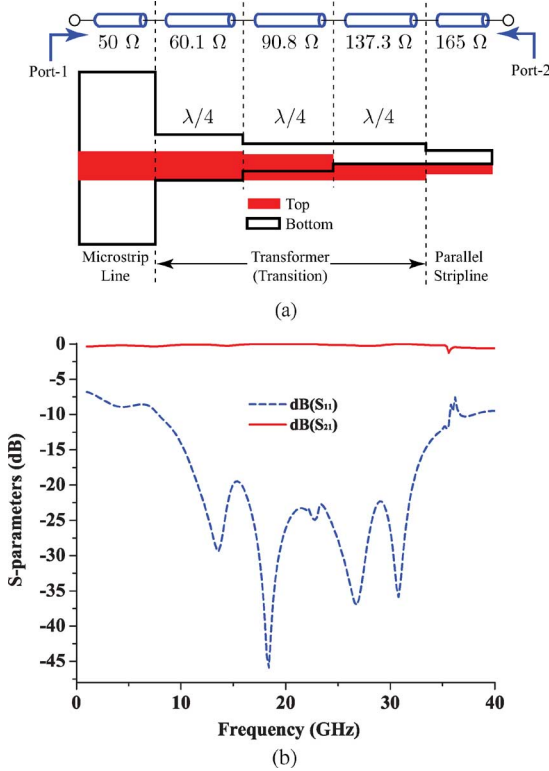 50 Ω 60.1 Ω 90.8 Ω 137.3 Ω 165 Ω
Port-1 Port-2
λ/4 λ/4 λ/4
Top
Bottom
Microstrip Line
Transformer (Transition)
Parallel Stripline
(a)
0
-5
-10
-15
-20
-25
-30
-35
-40
-45
S-parameters (dB)
dB(S11)
dB(S21)
0 10 20 30 40
Frequency (GHz)
(b)